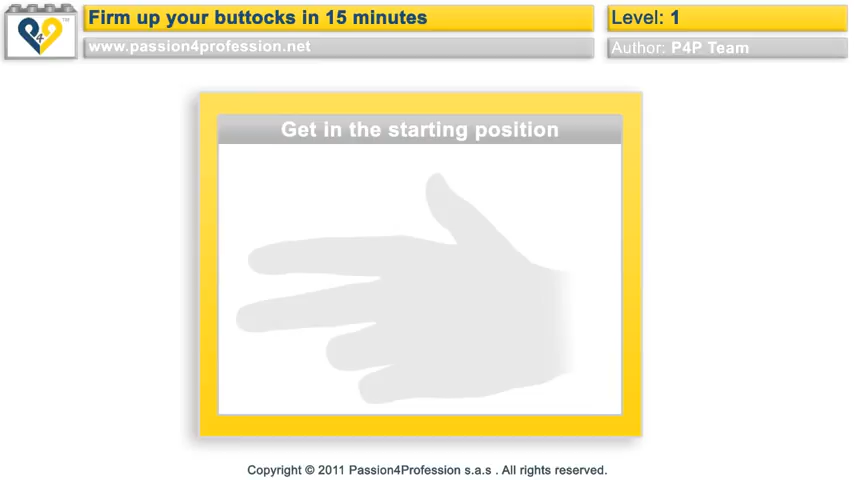 Firm up your buttocks in 15 minutes
Level: 1
www.passion4profession.net
Author: P4P Team
Get in the starting position
Copyright © 2011 Passion4Profession s.a.s . All rights reserved.